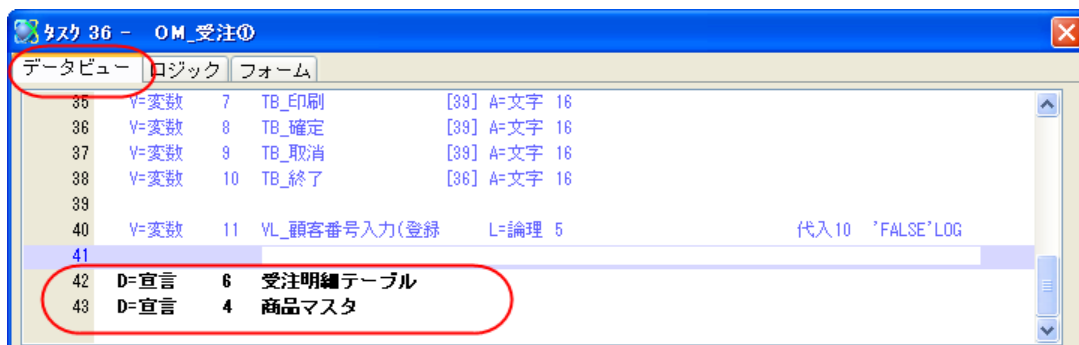 タスク 36 - OM_受注①
データビュー ロジック フォーム
35 V=変数 7 TB_印刷 [39] A=文字 16
36 V=変数 8 TB_確定 [39] A=文字 16
37 V=変数 9 TB_取消 [39] A=文字 16
38 V=変数 10 TB_終了 [36] A=文字 16
39
40 V=変数 11 VL_顧客番号入力(登録 L=論理 5 代入10 'FALSE'LOG
41
42 D=宣言 6 受注明細テーブル
43 D=宣言 4 商品マスタ